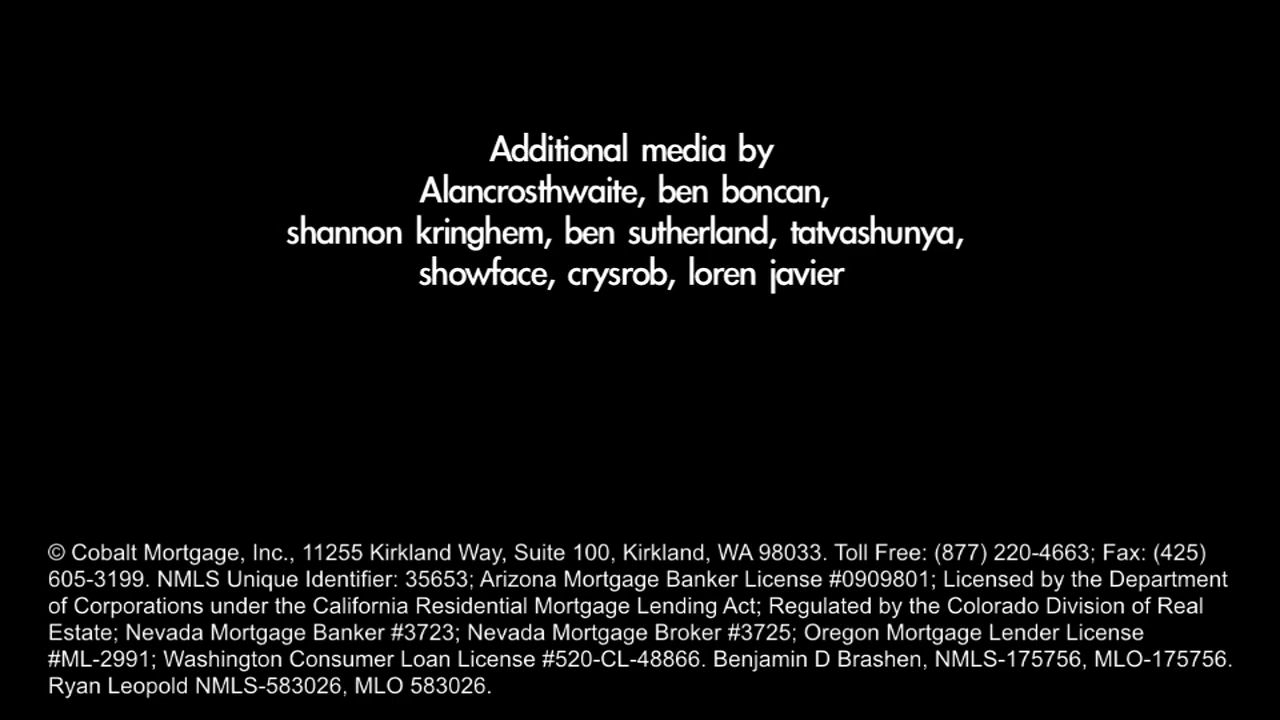 Additional media by
Alancrosthwaite, ben boncan,
shannon kringhem, ben sutherland, tatvashunya,
showface, crysrob, loren javier
© Cobalt Mortgage, Inc., 11255 Kirkland Way, Suite 100, Kirkland, WA 98033. Toll Free: (877) 220-4663; Fax: (425)
605-3199. NMLS Unique Identifier: 35653; Arizona Mortgage Banker License #0909801; Licensed by the Department
of Corporations under the California Residential Mortgage Lending Act; Regulated by the Colorado Division of Real
Estate; Nevada Mortgage Banker #3723; Nevada Mortgage Broker #3725; Oregon Mortgage Lender License
#ML-2991; Washington Consumer Loan License #520-CL-48866. Benjamin D Brashen, NMLS-175756, MLO-175756.
Ryan Leopold NMLS-583026, MLO 583026.